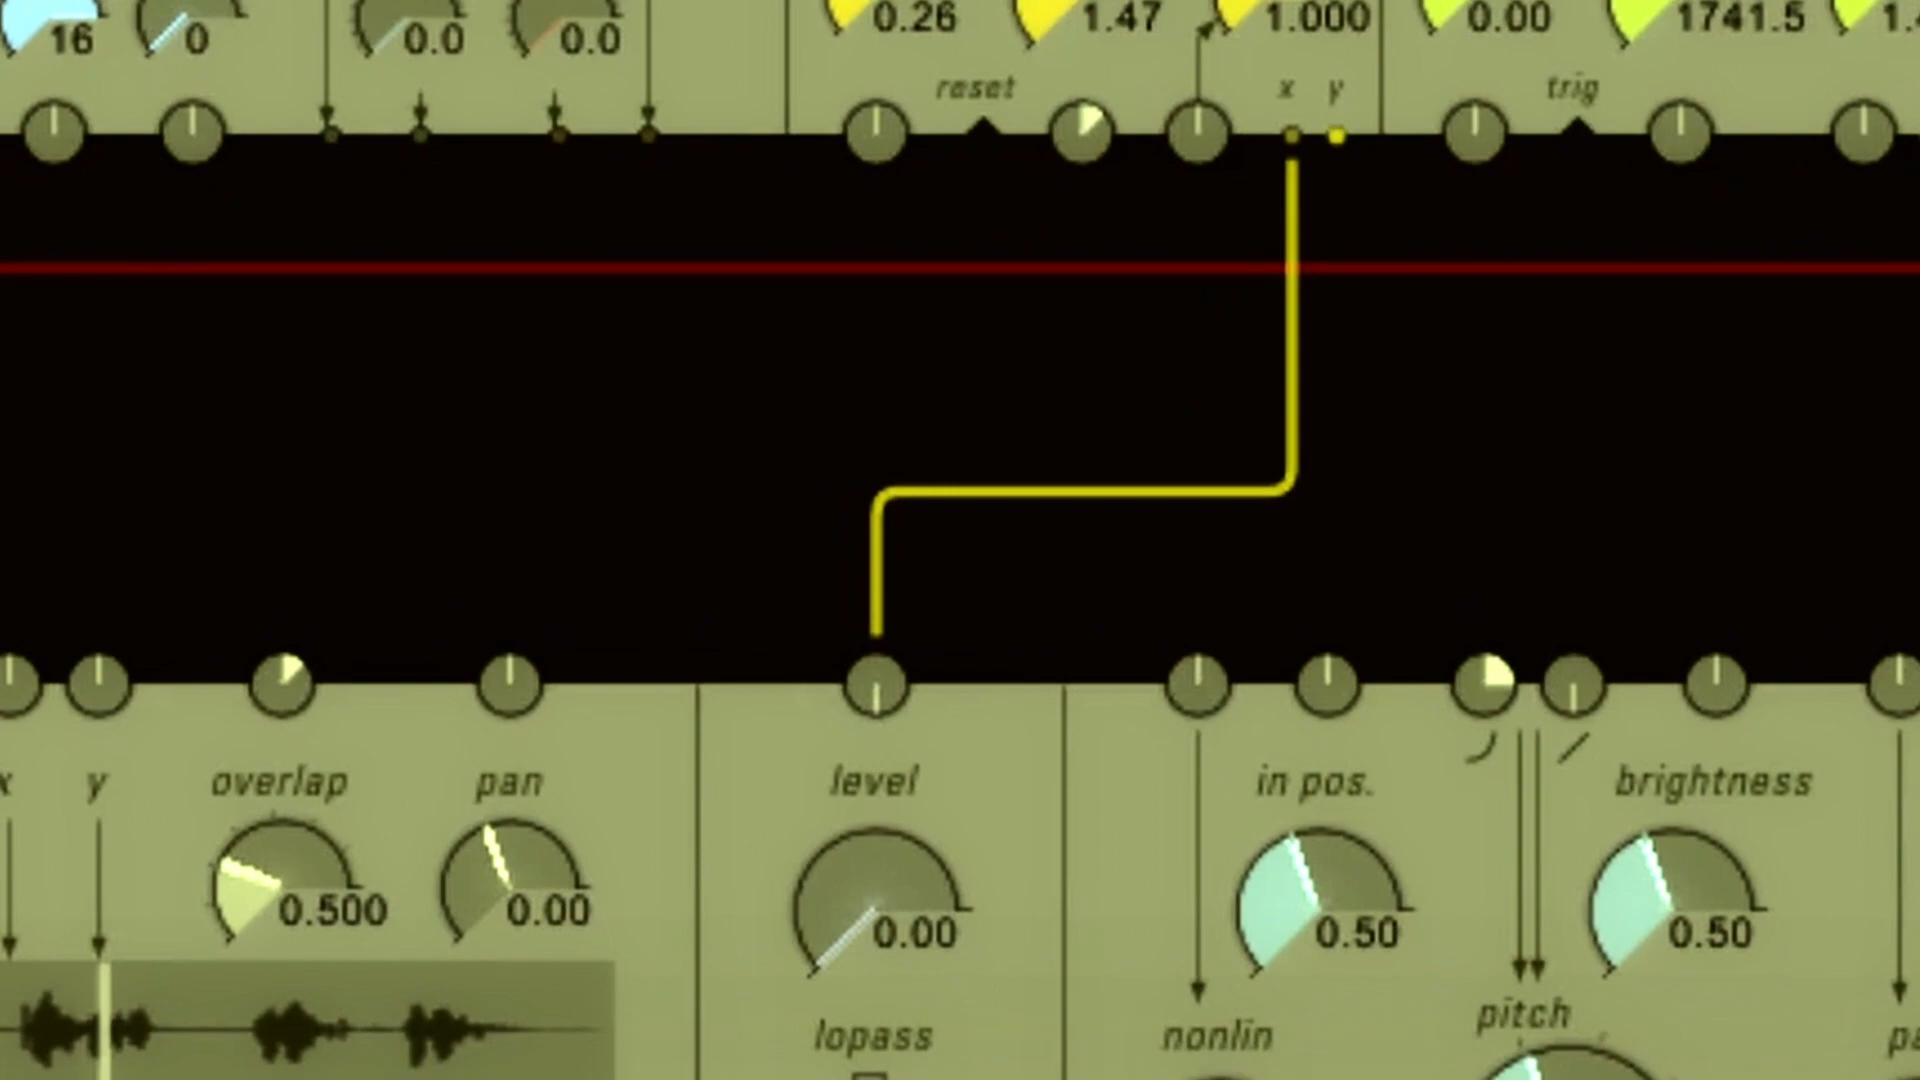 16 0 0.0 0.0 0.26 1.47 1.000 0.00 1741.5
reset x y trig
x y overlap pan level in pos. brightness
0.500 0.00 0.00 0.50 0.50
lopass nonlin pitch